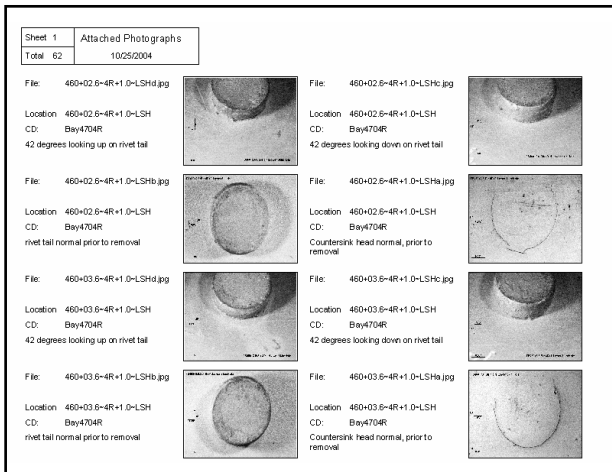 Sheet 1
Attached Photographs
Total 62
10/25/2004
File: 460+02.6~4R+1.0~LSHd.jpg
Location 460+02.6~4R+1.0~LSH
CD: Bay4704R
42 degrees looking up on rivet tail
File: 460+02.6~4R+1.0~LSHc.jpg
Location 460+02.6~4R+1.0~LSH
CD: Bay4704R
42 degrees looking down on rivet tail
File: 460+02.6~4R+1.0~LSHb.jpg
Location 460+02.6~4R+1.0~LSH
CD: Bay4704R
rivet tail normal prior to removal
File: 460+02.6~4R+1.0~LSHa.jpg
Location 460+02.6~4R+1.0~LSH
CD: Bay4704R
Countersink head normal, prior to
removal
File: 460+03.6~4R+1.0~LSHd.jpg
Location 460+03.6~4R+1.0~LSH
CD: Bay4704R
42 degrees looking up on rivet tail
File: 460+03.6~4R+1.0~LSHc.jpg
Location 460+03.6~4R+1.0~LSH
CD: Bay4704R
42 degrees looking down on rivet tail
File: 460+03.6~4R+1.0~LSHb.jpg
Location 460+03.6~4R+1.0~LSH
CD: Bay4704R
rivet tail normal prior to removal
File: 460+03.6~4R+1.0~LSHa.jpg
Location 460+03.6~4R+1.0~LSH
CD: Bay4704R
Countersink head normal, prior to
removal